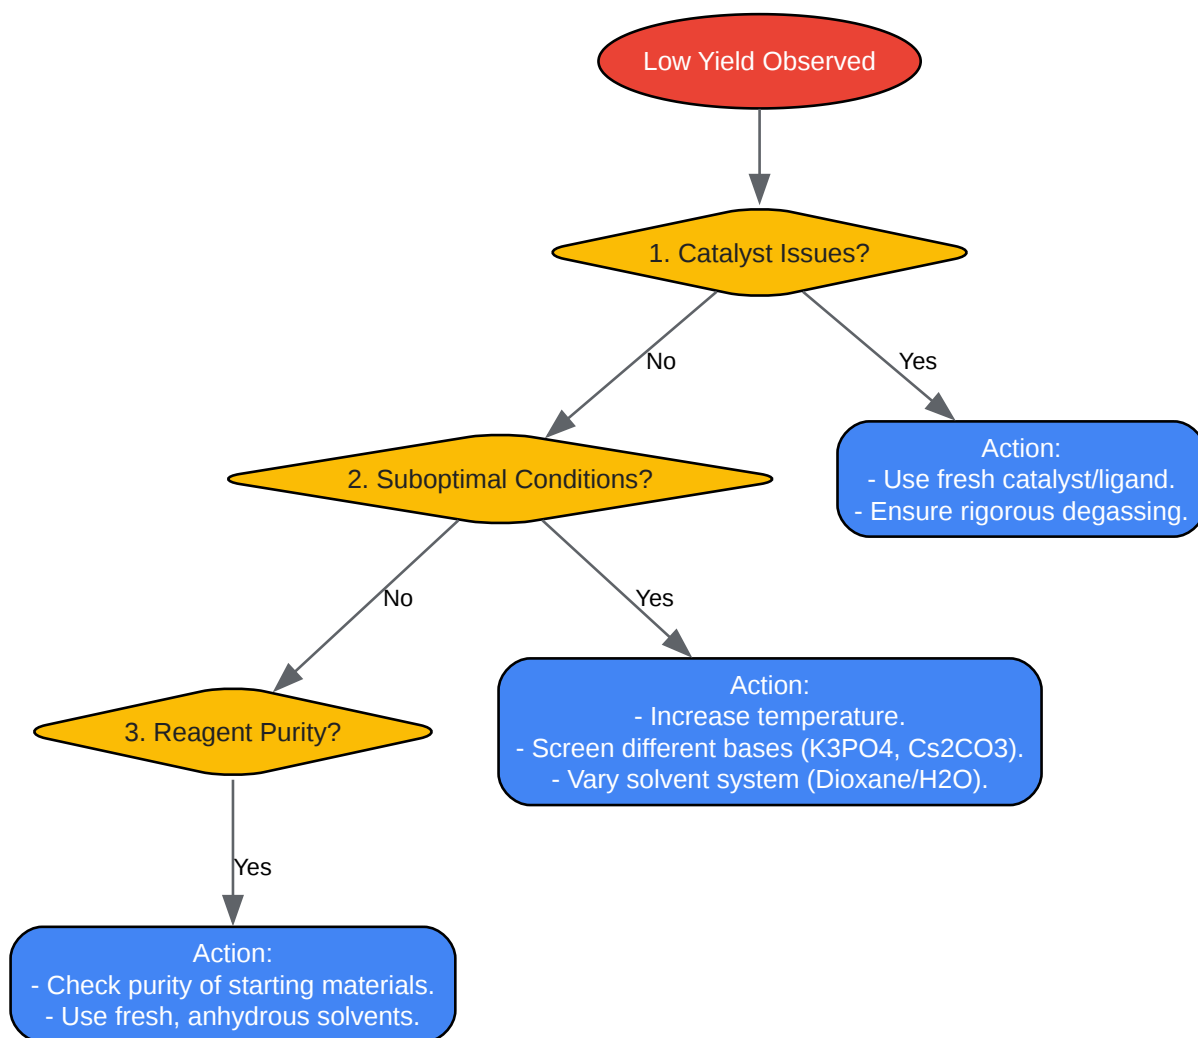 Low Yield Observed
1. Catalyst Issues?
No
Yes
Action:
- Use fresh catalyst/ligand.
- Ensure rigorous degassing.
2. Suboptimal Conditions?
No
Yes
Action:
- Increase temperature.
- Screen different bases (K3PO4, Cs2CO3).
- Vary solvent system (Dioxane/H2O).
3. Reagent Purity?
Yes
Action:
- Check purity of starting materials.
- Use fresh, anhydrous solvents.